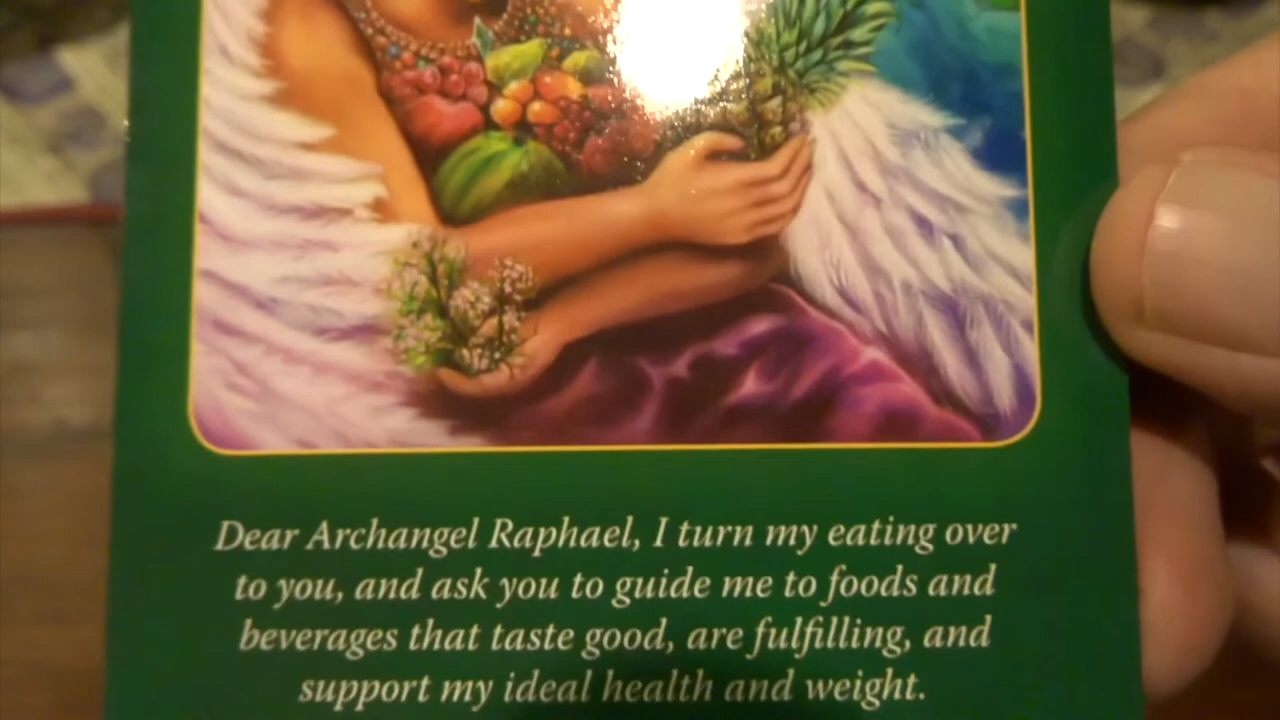 Dear Archangel Raphael, I turn my eating over
to you, and ask you to guide me to foods and
beverages that taste good, are fulfilling, and
support my ideal health and weight.